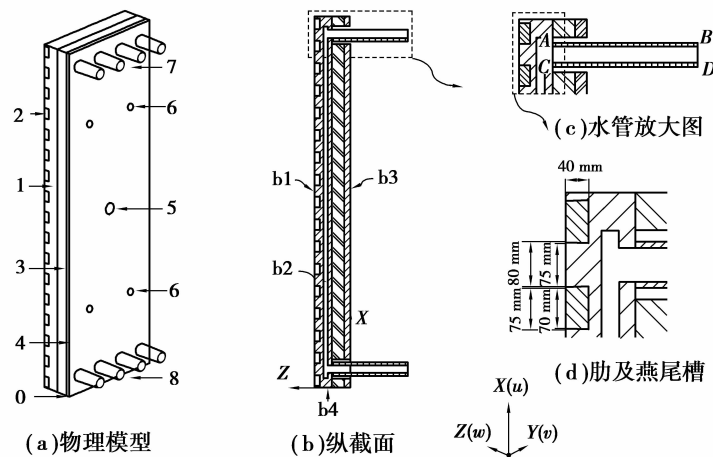 7
6
2
1
5
3
6
4
0
8
(a)物理模型
b1
b3
b2
X
Z
b4
(b)纵截面
A
B
C
D
(c)水管放大图
40 mm
80 mm
75 mm
75 mm
70 mm
(d)肋及燕尾槽
X(u)
Z(w)
Y(v)